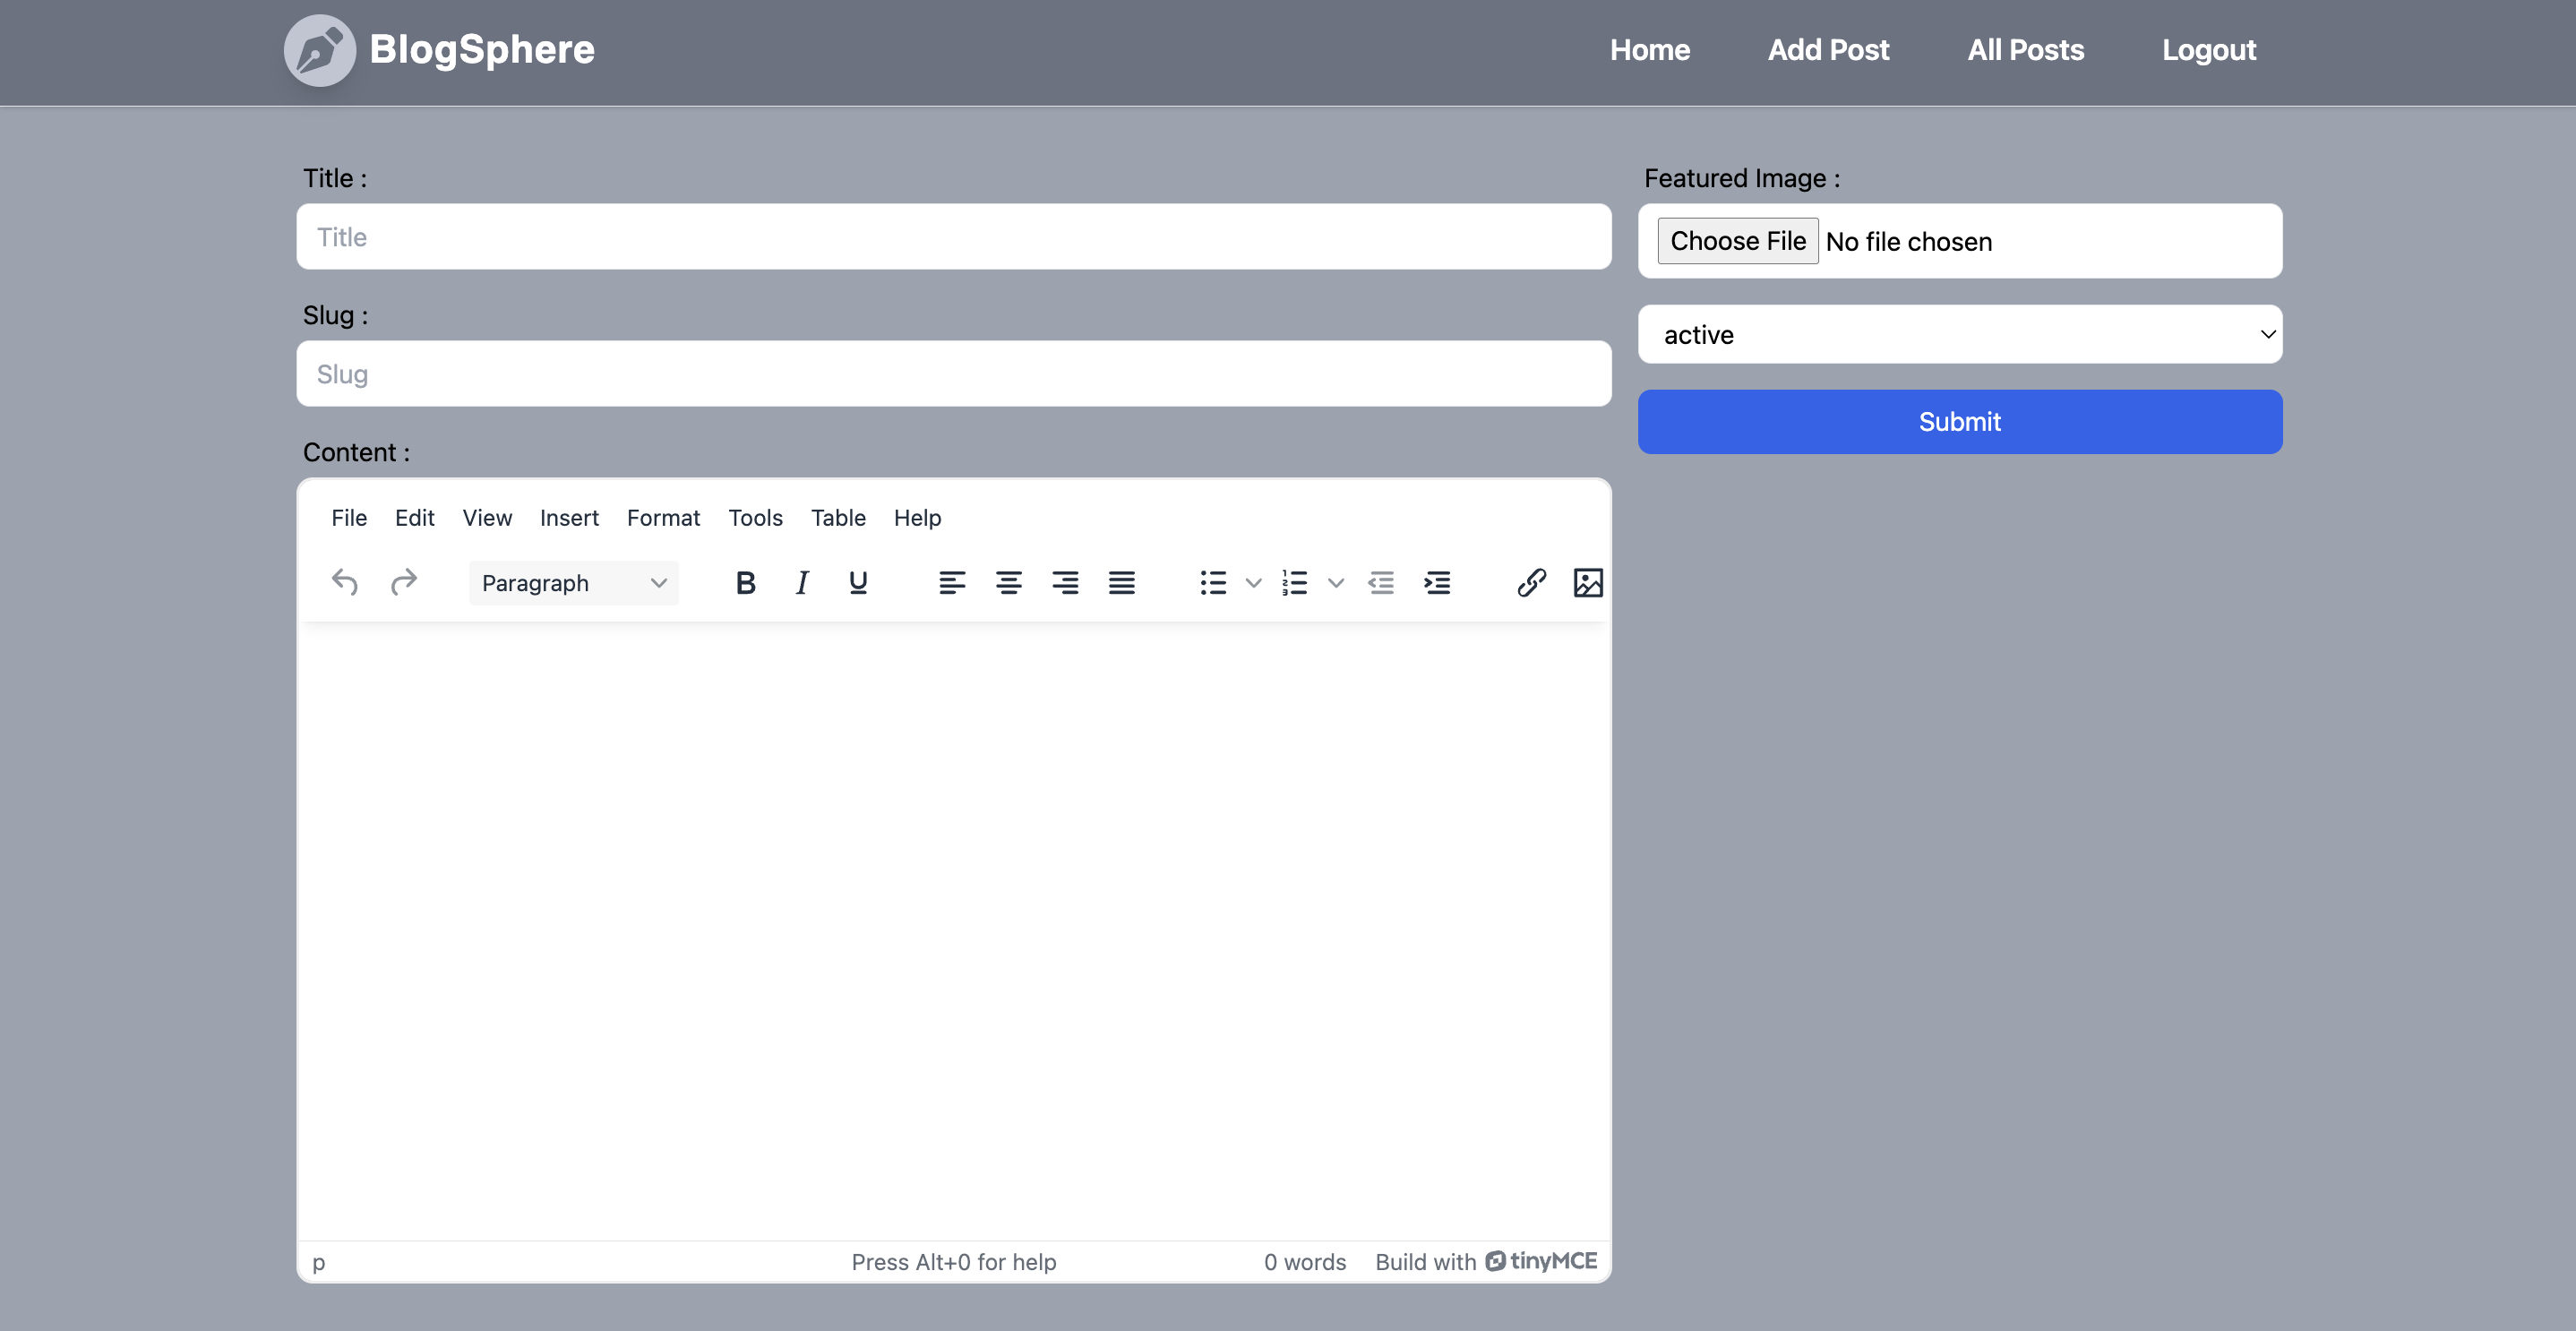 BlogSphere
Home Add Post All Posts Logout
Title :
Title
Slug :
Slug
Content :
File Edit View Insert Format Tools Table Help
Paragraph B I U
p Press Alt+0 for help 0 words Build with tinyMCE
Featured Image :
Choose File No file chosen
active
Submit